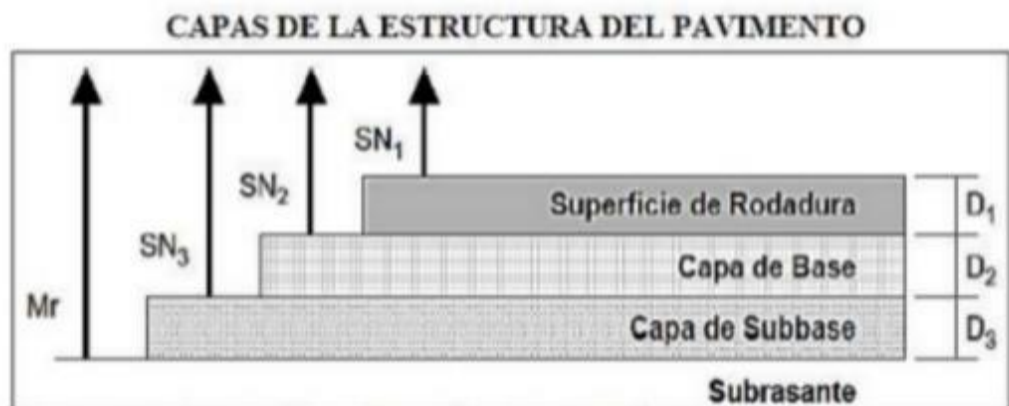 CAPAS DE LA ESTRUCTURA DEL PAVIMENTO
SN₁
Superficie de Rodadura
D₁
SN₂
Capa de Base
D₂
SN₃
Mr
Capa de Subbase
D₃
Subrasante